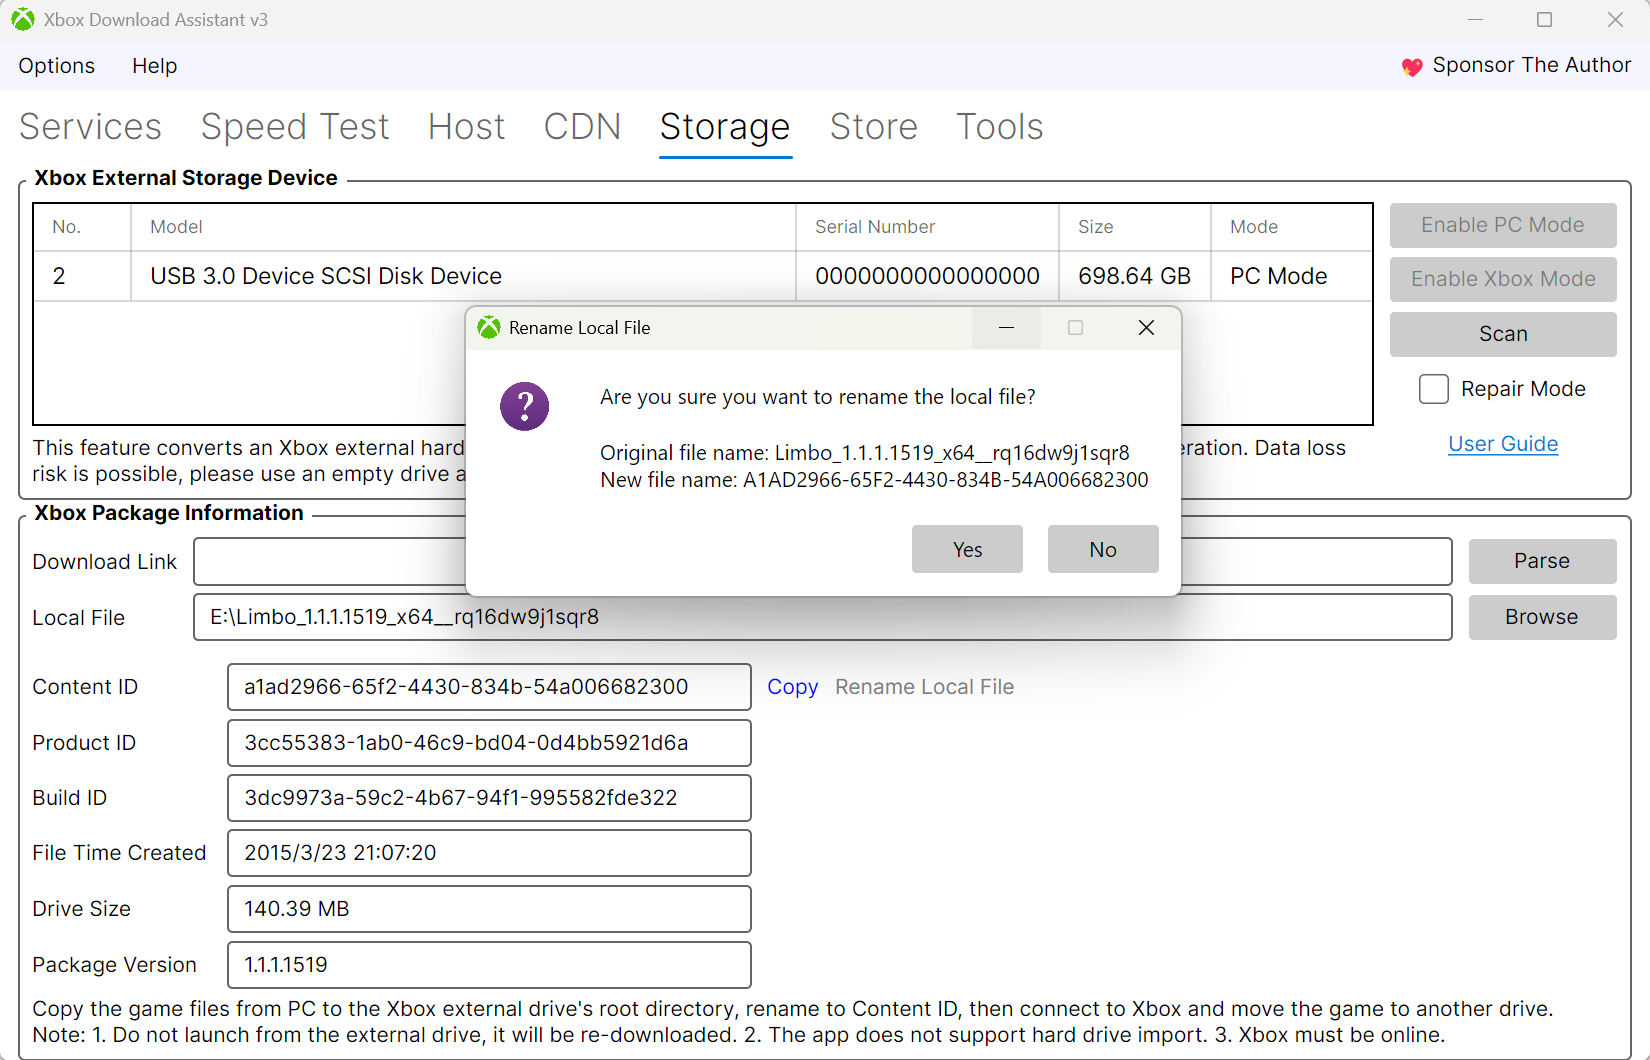 Xbox Download Assistant v3
Options Help Sponsor The Author
Services Speed Test Host CDN Storage Store Tools
Xbox External Storage Device
No. Model Serial Number Size Mode
2 USB 3.0 Device SCSI Disk Device 0000000000000000 698.64 GB PC Mode
Enable PC Mode
Enable Xbox Mode
Scan
Repair Mode
User Guide
This feature converts an Xbox external hard eration. Data loss
risk is possible, please use an empty drive a
Rename Local File
?
Are you sure you want to rename the local file?
Original file name: Limbo_1.1.1.1519_x64__rq16dw9j1sqr8
New file name: A1AD2966-65F2-4430-834B-54A006682300
Yes No
Xbox Package Information
Download Link Parse
Local File E:\Limbo_1.1.1.1519_x64__rq16dw9j1sqr8 Browse
Content ID a1ad2966-65f2-4430-834b-54a006682300 Copy Rename Local File
Product ID 3cc55383-1ab0-46c9-bd04-0d4bb5921d6a
Build ID 3dc9973a-59c2-4b67-94f1-995582fde322
File Time Created 2015/3/23 21:07:20
Drive Size 140.39 MB
Package Version 1.1.1.1519
Copy the game files from PC to the Xbox external drive's root directory, rename to Content ID, then connect to Xbox and move the game to another drive.
Note: 1. Do not launch from the external drive, it will be re-downloaded. 2. The app does not support hard drive import. 3. Xbox must be online.